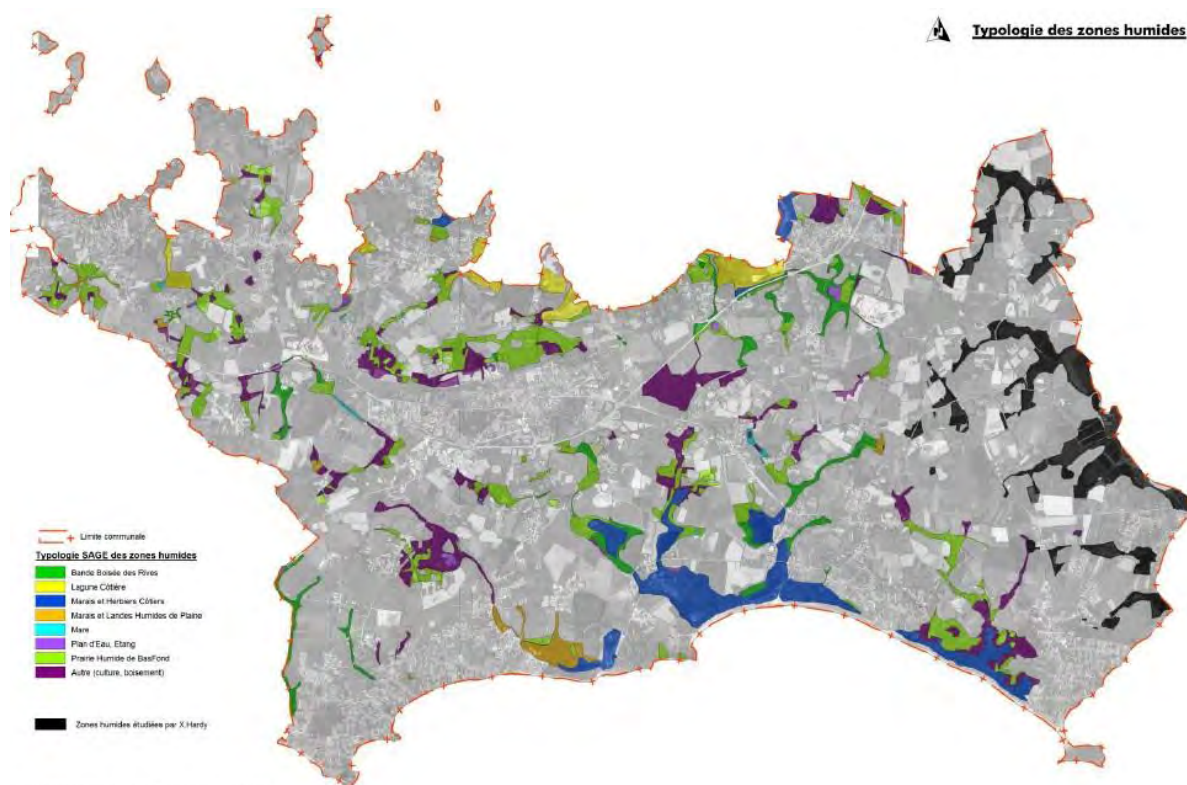 Typologie des zones humides
Limite communale
Typologie SAGE des zones humides
Bande Boisée des Rives
Lagune Côtière
Marais et Herbiers Côtiers
Marais et Landes Humides de Plaine
Mare
Plan d'Eau, Etang
Prairie Humide de BasFond
Autre (culture, boisement)
Zones humides étudiées par X.Hardy